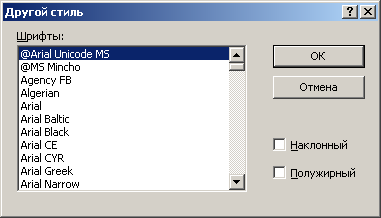 Другой стиль
Шрифты:
@Arial Unicode MS
@MS Mincho
Agency FB
Algerian
Arial
Arial Baltic
Arial Black
Arial CE
Arial CYR
Arial Greek
Arial Narrow
OK
Отмена
Наклонный
Полужирный